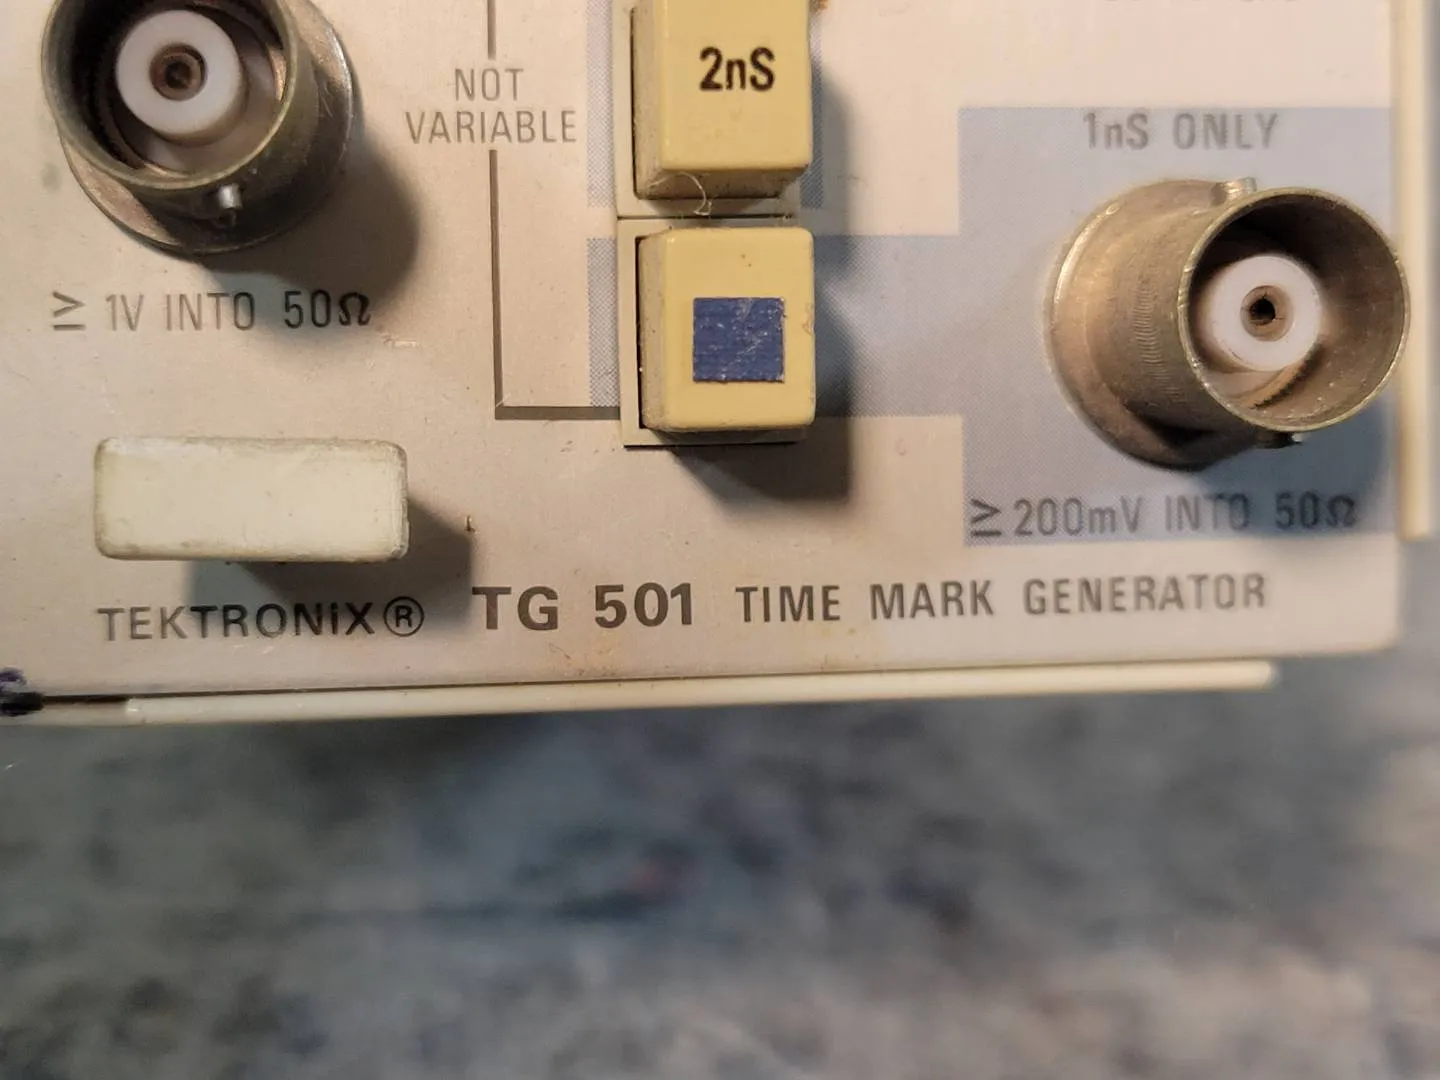 2nS
NOT
VARIABLE
1nS ONLY
≥ 1V INTO 50Ω
≥ 200mV INTO 50Ω
TEKTRONIX® TG 501 TIME MARK GENERATOR